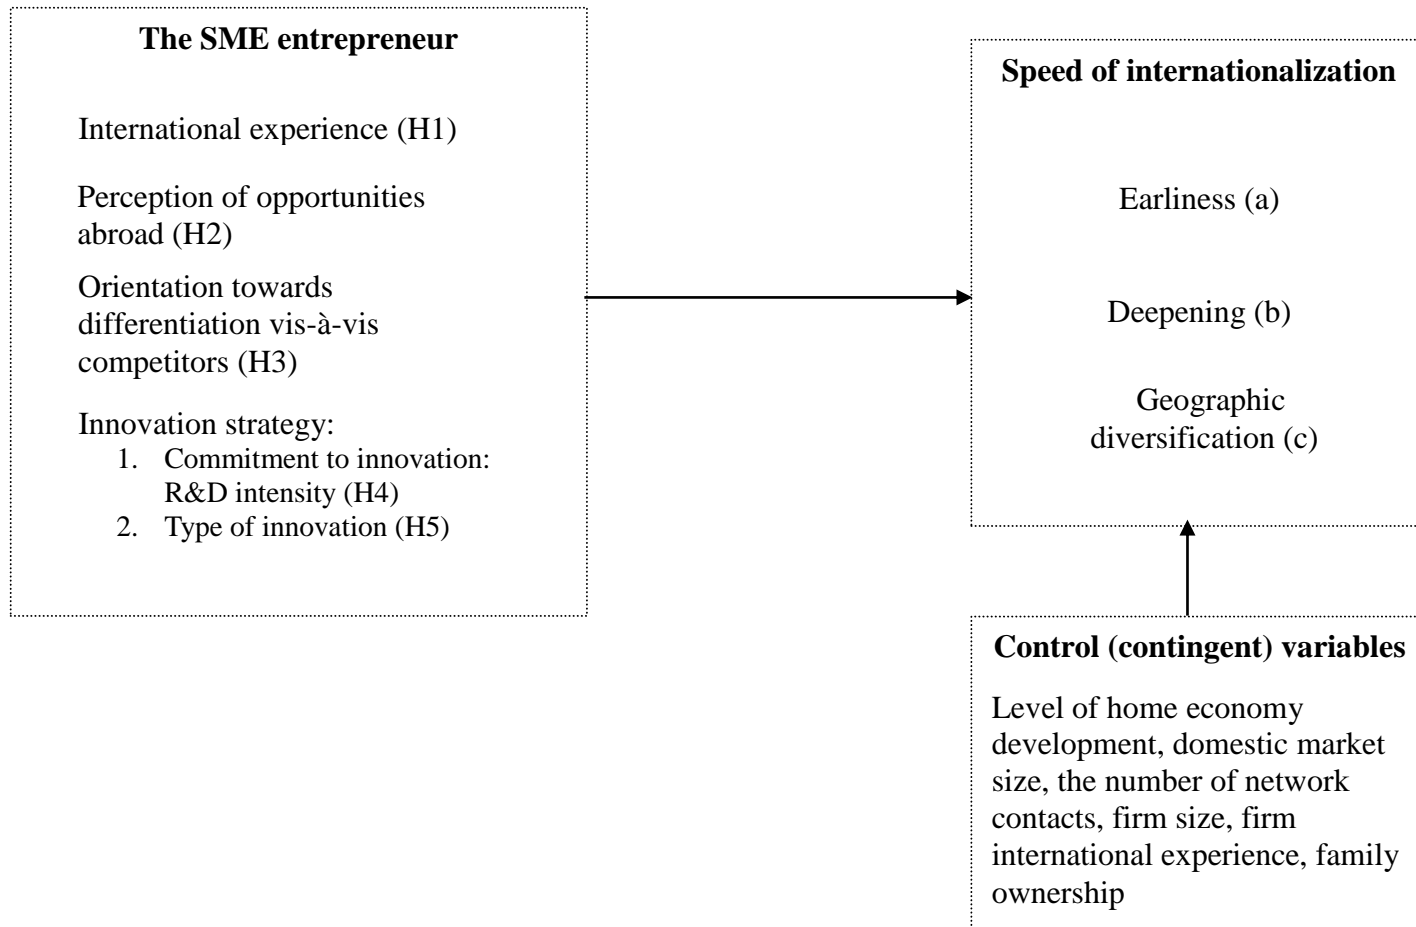 The SME entrepreneur
International experience (H1)
Perception of opportunities
abroad (H2)
Orientation towards
differentiation vis-à-vis
competitors (H3)
Innovation strategy:
1. Commitment to innovation:
R&D intensity (H4)
2. Type of innovation (H5)
Speed of internationalization
Earliness (a)
Deepening (b)
Geographic
diversification (c)
Control (contingent) variables
Level of home economy
development, domestic market
size, the number of network
contacts, firm size, firm
international experience, family
ownership